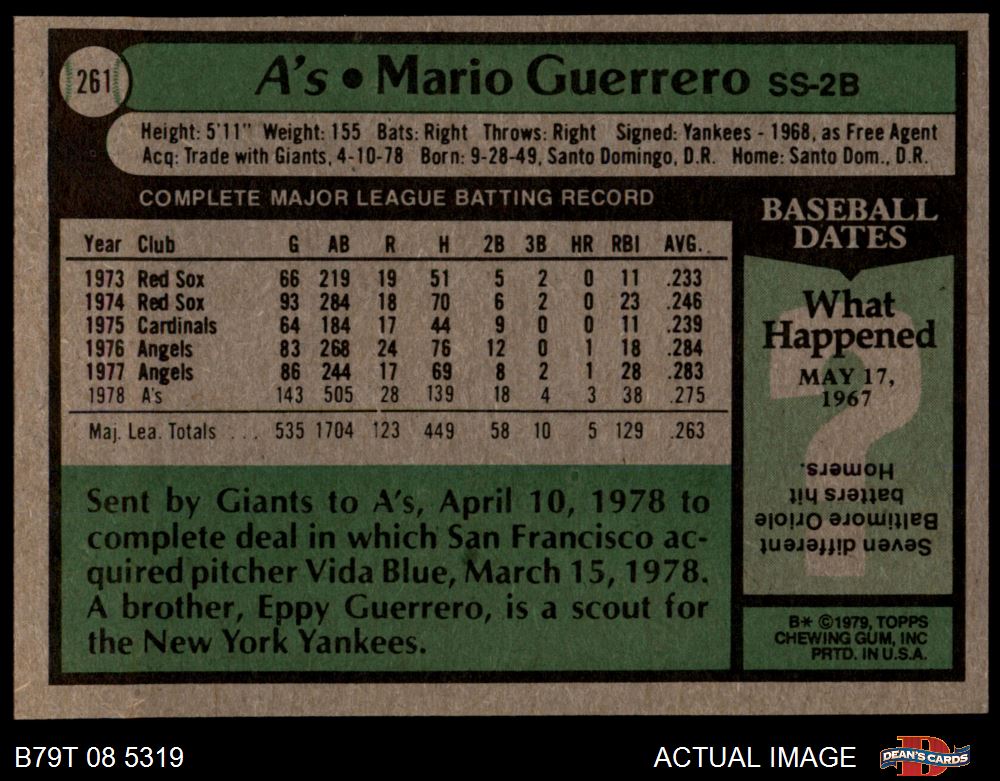 261
A's • Mario Guerrero SS-2B
Height: 5'11" Weight: 155 Bats: Right Throws: Right Signed: Yankees - 1968, as Free Agent
Acq: Trade with Giants, 4-10-78 Born: 9-28-49, Santo Domingo, D.R. Home: Santo Dom., D.R.
COMPLETE MAJOR LEAGUE BATTING RECORD
Year Club G AB R H 2B 3B HR RBI AVG.
1973 Red Sox 66 219 19 51 5 2 0 11 .233
1974 Red Sox 93 284 18 70 6 2 0 23 .246
1975 Cardinals 64 184 17 44 9 0 0 11 .239
1976 Angels 83 268 24 76 12 0 1 18 .284
1977 Angels 86 244 17 69 8 2 1 28 .283
1978 A's 143 505 28 139 18 4 3 38 .275
Maj. Lea. Totals ... 535 1704 123 449 58 10 5 129 .263
Sent by Giants to A's, April 10, 1978 to
complete deal in which San Francisco ac-
quired pitcher Vida Blue, March 15, 1978.
A brother, Eppy Guerrero, is a scout for
the New York Yankees.
BASEBALL
DATES
What
Happened
MAY 17,
1967
?
Seven different
Baltimore Oriole
batters hit
Homers.
B* ©1979, TOPPS
CHEWING GUM, INC
PRTD. IN U.S.A.
B79T 08 5319
ACTUAL IMAGE
D
DEAN'S CARDS